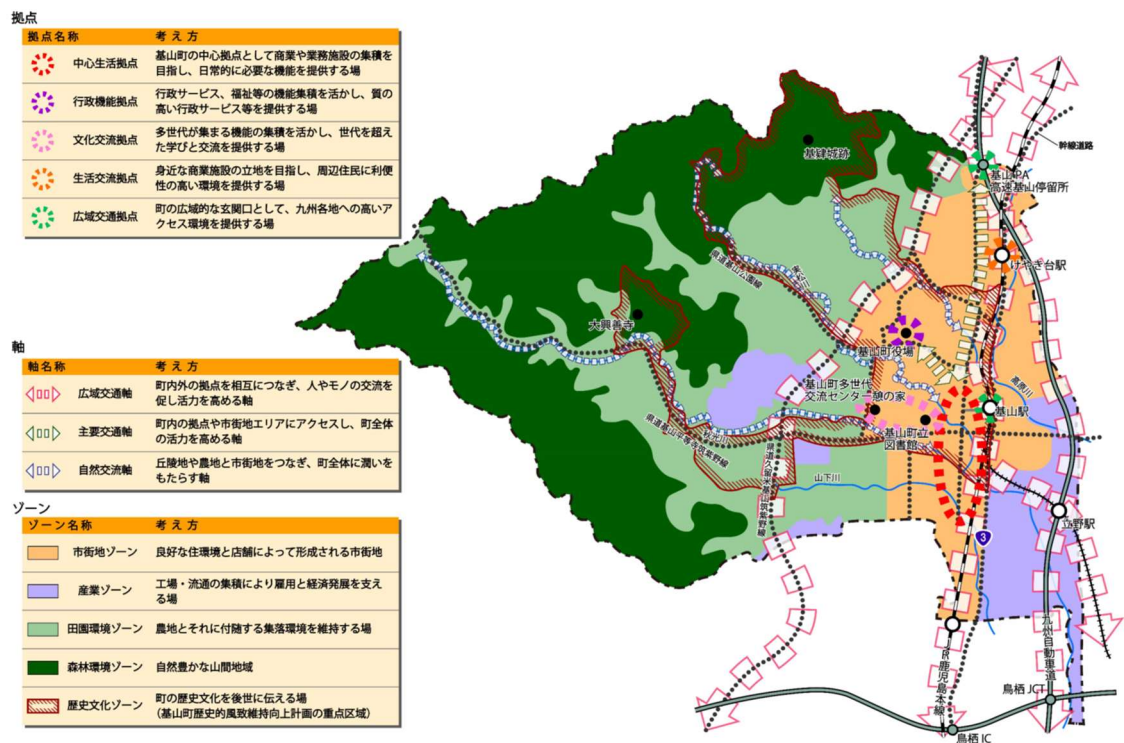 拠点
拠点名称 考え方
中心生活拠点 基山町の中心拠点として商業や業務施設の集積を
目指し、日常的に必要な機能を提供する場
行政機能拠点 行政サービス、福祉等の機能集積を活かし、質の
高い行政サービス等を提供する場
文化交流拠点 多世代が集まる機能の集積を活かし、世代を超え
た学びと交流を提供する場
生活交流拠点 身近な商業施設の立地を目指し、周辺住民に利便
性の高い環境を提供する場
広域交通拠点 町の広域的な玄関口として、九州各地への高いア
クセス環境を提供する場
軸
軸名称 考え方
広域交通軸 町内外の拠点を相互につなぎ、人やモノの交流を
促し活力を高める軸
主要交通軸 町内の拠点や市街地エリアにアクセスし、町全体
の活力を高める軸
自然交流軸 丘陵地や農地と市街地をつなぎ、町全体に潤いを
もたらす軸
ゾーン
ゾーン名称 考え方
市街地ゾーン 良好な住環境と店舗によって形成される市街地
産業ゾーン 工場・流通の集積により雇用と経済発展を支え
る場
田園環境ゾーン 農地とそれに付随する集落環境を維持する場
森林環境ゾーン 自然豊かな山間地域
歴史文化ゾーン 町の歴史文化を後世に伝える場
(基山町歴史的風致維持向上計画の重点区域)
幹線道路
基肄城跡
基山PA
高速基山停留所
けやき台駅
県道基山公園線
大興善寺
基山町役場
基山町多世代
交流センター憩の家
高原川
基山駅
基山町立
図書館
県道久留米基山筑紫野線
山下川
立野駅
3
JR鹿児島本線
九州自動車道
鳥栖JCT
鳥栖IC